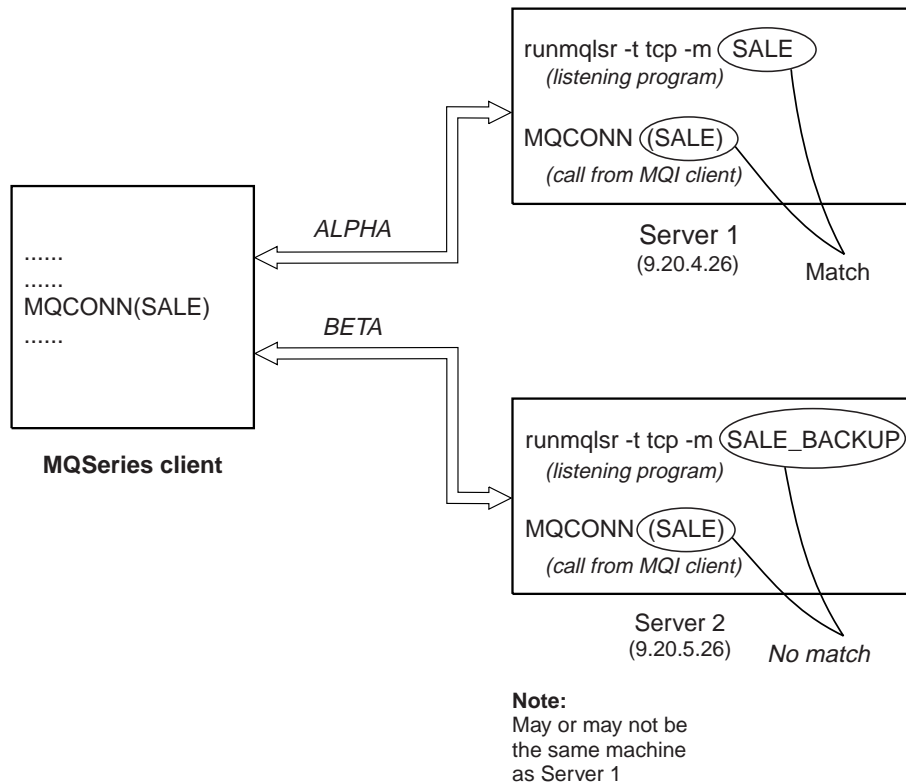 runmqlsr -t tcp -m SALE
(listening program)
MQCONN (SALE)
(call from MQI client)
Server 1
(9.20.4.26)
Match
ALPHA
......
......
MQCONN(SALE)
......
BETA
MQSeries client
runmqlsr -t tcp -m SALE_BACKUP
(listening program)
MQCONN (SALE)
(call from MQI client)
Server 2
(9.20.5.26)
No match
Note:
May or may not be
the same machine
as Server 1